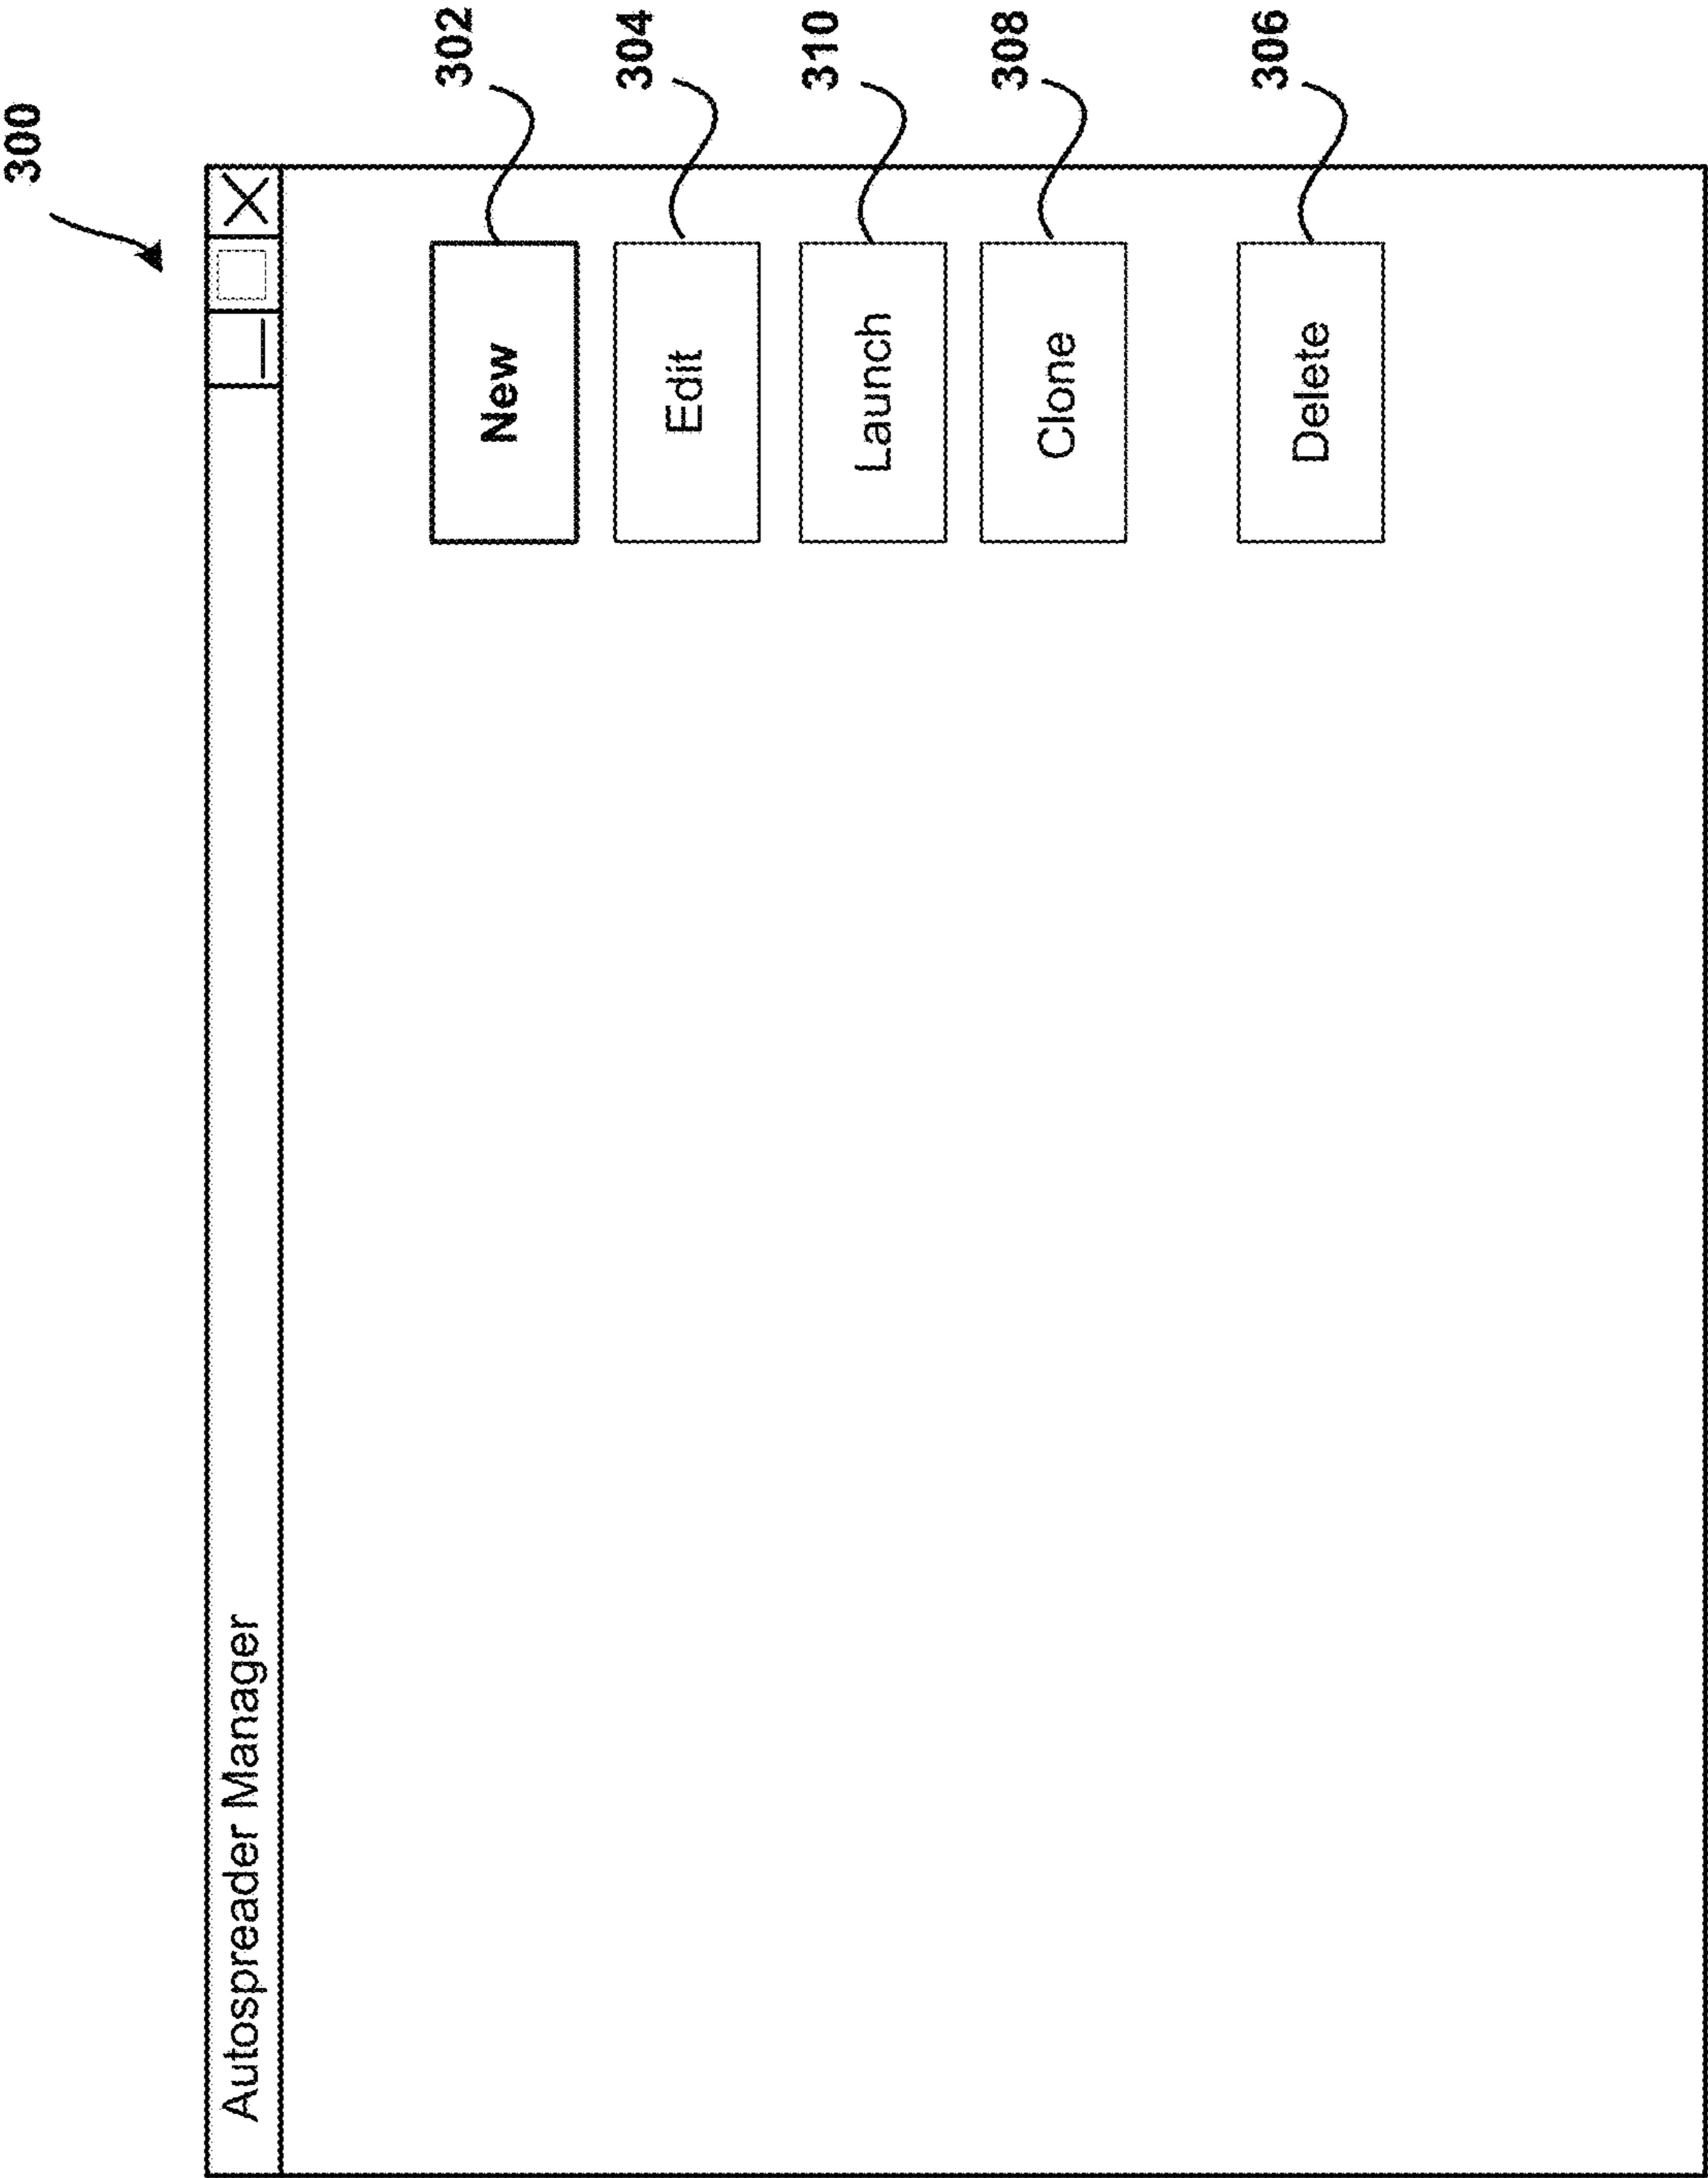 300
Autospreader Manager
New
302
Edit
304
Launch
310
Clone
308
Delete
306